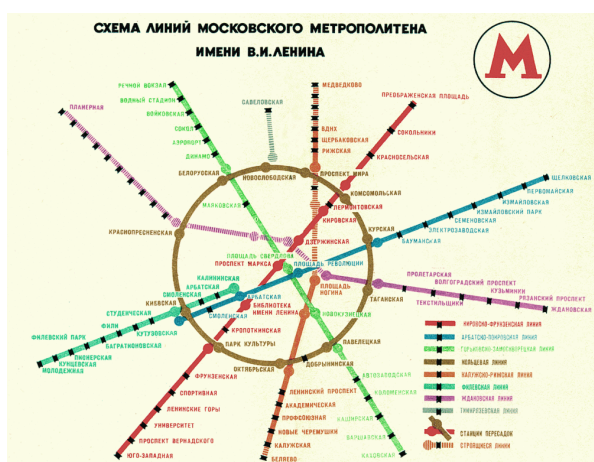 СХЕМА ЛИНИЙ МОСКОВСКОГО МЕТРОПОЛИТЕНА
ИМЕНИ В.И.ЛЕНИНА
М
РЕЧНОЙ ВОКЗАЛ
ВОДНЫЙ СТАДИОН
ВОЙКОВСКАЯ
СОКОЛ
АЭРОПОРТ
ДИНАМО
БЕЛОРУССКАЯ
МАЯКОВСКАЯ
ПЛАНЕРНАЯ
САВЕЛОВСКАЯ
НОВОСЛОБОДСКАЯ
МЕДВЕДКОВО
ВДНХ
ЩЕРБАКОВСКАЯ
РИЖСКАЯ
ПРОСПЕКТ МИРА
ПРЕОБРАЖЕНСКАЯ ПЛОЩАДЬ
СОКОЛЬНИКИ
КРАСНОСЕЛЬСКАЯ
КОМСОМОЛЬСКАЯ
ЛЕРМОНТОВСКАЯ
КИРОВСКАЯ
ДЗЕРЖИНСКАЯ
ЩЕЛКОВСКАЯ
ПЕРВОМАЙСКАЯ
ИЗМАЙЛОВСКАЯ
ИЗМАЙЛОВСКИЙ ПАРК
СЕМЕНОВСКАЯ
ЭЛЕКТРОЗАВОДСКАЯ
БАУМАНСКАЯ
КУРСКАЯ
КРАСНОПРЕСНЕНСКАЯ
ПЛОЩАДЬ СВЕРДЛОВА
ПРОСПЕКТ МАРКСА
ПЛОЩАДЬ РЕВОЛЮЦИИ
ПЛОЩАДЬ
НОГИНА
ПРОЛЕТАРСКАЯ
ВОЛГОГРАДСКИЙ ПРОСПЕКТ
КУЗЬМИНКИ
РЯЗАНСКИЙ ПРОСПЕКТ
ТЕКСТИЛЬЩИКИ
ЖДАНОВСКАЯ
ТАГАНСКАЯ
КАЛИНИНСКАЯ
АРБАТСКАЯ
СМОЛЕНСКАЯ
КИЕВСКАЯ
АРБАТСКАЯ
БИБЛИОТЕКА
ИМЕНИ ЛЕНИНА
СМОЛЕНСКАЯ
НОВОКУЗНЕЦКАЯ
СТУДЕНЧЕСКАЯ
КУТУЗОВСКАЯ
ФИЛИ
БАГРАТИОНОВСКАЯ
ФИЛЕВСКИЙ ПАРК
ПИОНЕРСКАЯ
КУНЦЕВСКАЯ
МОЛОДЕЖНАЯ
КРОПОТКИНСКАЯ
ПАРК КУЛЬТУРЫ
ОКТЯБРЬСКАЯ
ДОБРЫНИНСКАЯ
ПАВЕЛЕЦКАЯ
ФРУНЗЕНСКАЯ
СПОРТИВНАЯ
ЛЕНИНСКИЕ ГОРЫ
УНИВЕРСИТЕТ
ПРОСПЕКТ ВЕРНАДСКОГО
ЮГО-ЗАПАДНАЯ
ЛЕНИНСКИЙ ПРОСПЕКТ
АКАДЕМИЧЕСКАЯ
ПРОФСОЮЗНАЯ
НОВЫЕ ЧЕРЕМУШКИ
КАЛУЖСКАЯ
БЕЛЯЕВО
АВТОЗАВОДСКАЯ
КОЛОМЕНСКАЯ
КАШИРСКАЯ
ВАРШАВСКАЯ
КАХОВСКАЯ
КИРОВСКО-ФРУНЗЕНСКАЯ ЛИНИЯ
АРБАТСКО-ПОКРОВСКАЯ ЛИНИЯ
ГОРЬКОВСКО-ЗАМОСКВОРЕЦКАЯ ЛИНИЯ
КОЛЬЦЕВАЯ ЛИНИЯ
КАЛУЖСКО-РИЖСКАЯ ЛИНИЯ
ФИЛЕВСКАЯ ЛИНИЯ
ЖДАНОВСКАЯ ЛИНИЯ
ТИМИРЯЗЕВСКАЯ ЛИНИЯ
СТАНЦИИ ПЕРЕСАДОК
СТРОЯЩИЕСЯ ЛИНИИ